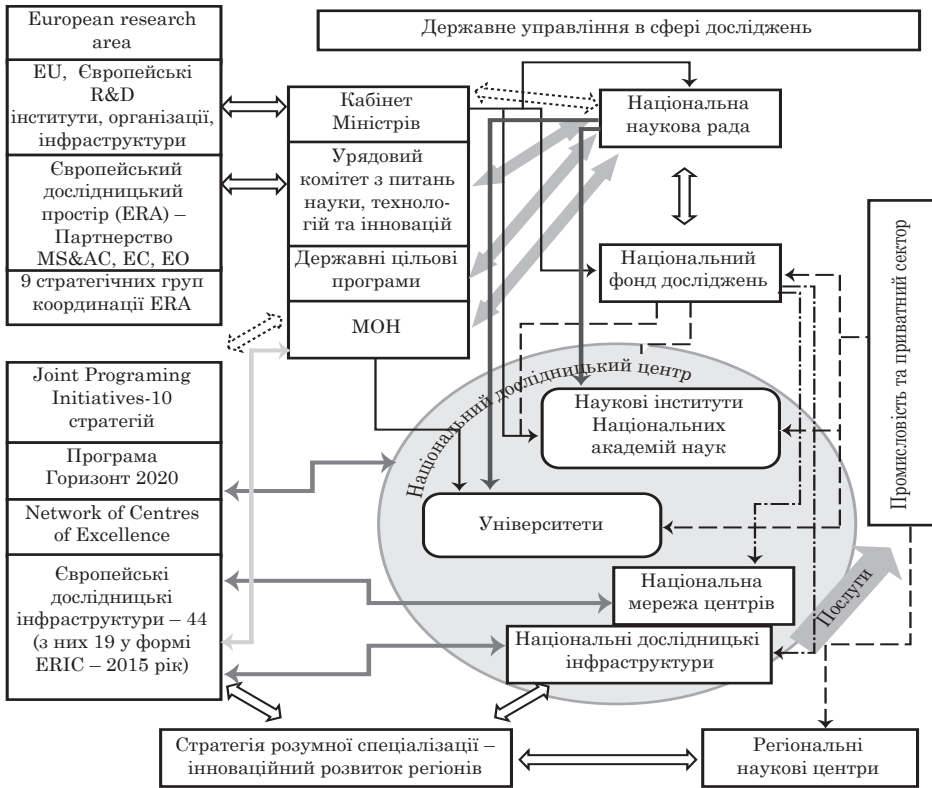 European research
area
EU, Європейські
R&D
інститути, організації,
інфраструктури
Європейський
дослідницький
простір (ERA) –
Партнерство
MS&AC, EC, EO
9 стратегічних груп
координації ERA
Державне управління в сфері досліджень
Кабінет
Міністрів
Урядовий
комітет з питань
науки, техноло-
гій та інновацій
Державні цільові
програми
МОН
Національна
наукова рада
Національний
фонд досліджень
Промисловість та приватний сектор
Joint Programing
Initiatives-10
стратегій
Програма
Горизонт 2020
Network of Centres
of Excellence
Європейські
дослідницькі
інфраструктури – 44
(з них 19 у формі
ERIC – 2015 рік)
Національний дослідницький центр
Наукові інститути
Національних
академій наук
Університети
Національна
мережа центрів
Національні дослідницькі
інфраструктури
Послуги
Стратегія розумної спеціалізації –
інноваційний розвиток регіонів
Регіональні
наукові центри